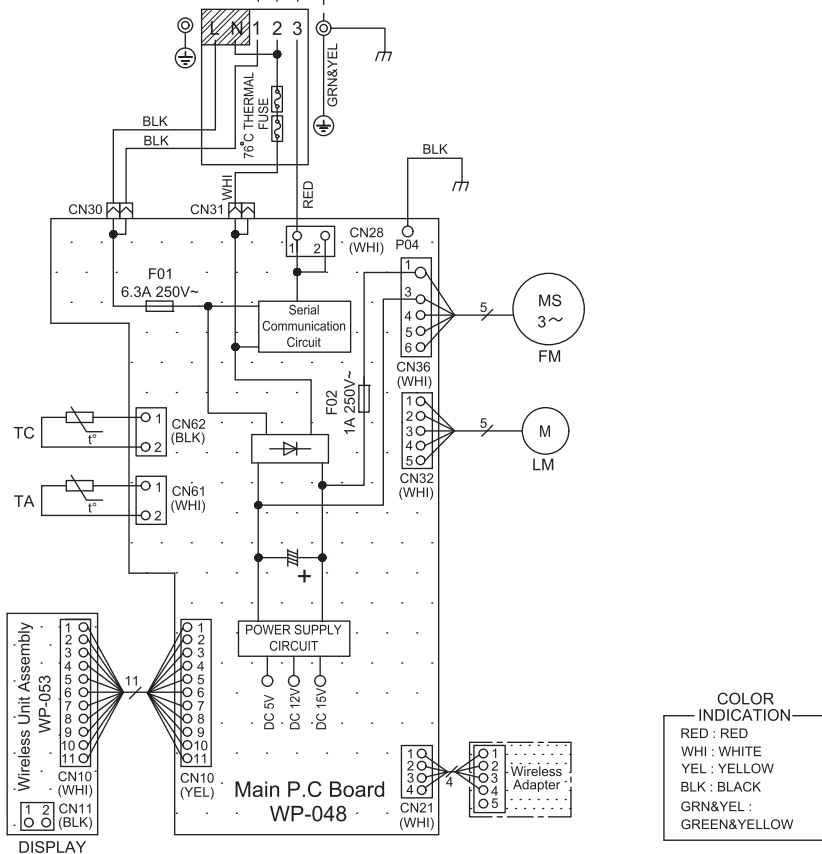 L N 1 2 3
76°C THERMAL
FUSE
GRN&YEL
BLK
BLK
WHI
RED
BLK
CN30
CN31
CN28
(WHI)
1 2
P04
F01
6.3A 250V~
Serial
Communication
Circuit
1
3
4
5
6
CN36
(WHI)
5
MS
3~
FM
F02
1A 250V~
1
2
3
4
5
CN32
(WHI)
5
M
LM
TC
t°
1
2
CN62
(BLK)
TA
t°
1
2
CN61
(WHI)
+
POWER SUPPLY
CIRCUIT
DC 5V
DC 12V
DC 15V
Wireless Unit Assembly
WP-053
1
2
3
4
5
6
7
8
9
10
11
CN10
(WHI)
11
1
2
3
4
5
6
7
8
9
10
11
CN10
(YEL)
1 2
CN11
(BLK)
DISPLAY
Main P.C Board
WP-048
1
2
3
4
CN21
(WHI)
4
1
2
3
4
5
Wireless
Adapter
COLOR
INDICATION
RED : RED
WHI : WHITE
YEL : YELLOW
BLK : BLACK
GRN&YEL :
GREEN&YELLOW